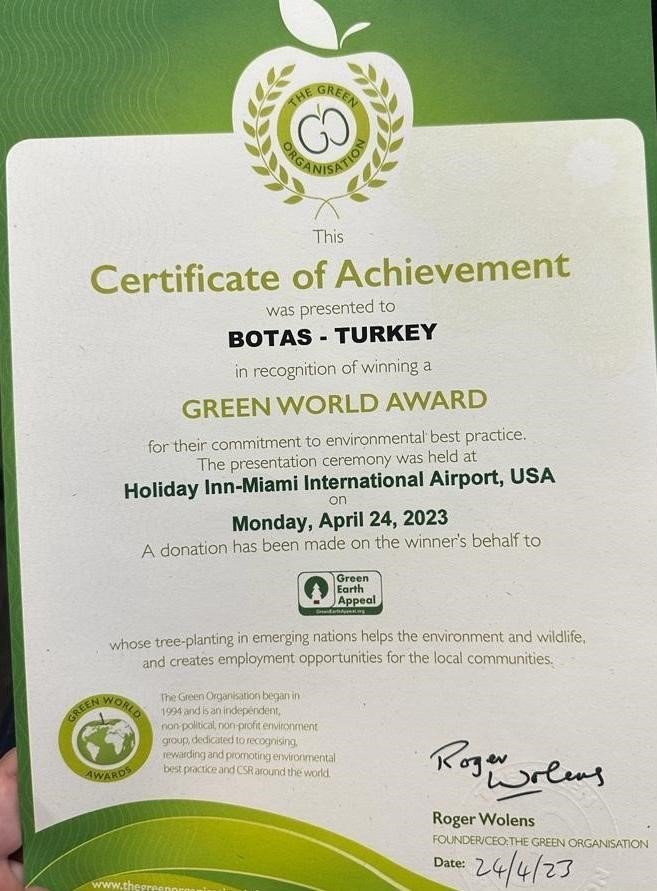 THE GREEN
GO
ORGANISATION
This
Certificate of Achievement
was presented to
BOTAS - TURKEY
in recognition of winning a
GREEN WORLD AWARD
for their commitment to environmental best practice.
The presentation ceremony was held at
Holiday Inn-Miami International Airport, USA
on
Monday, April 24, 2023
A donation has been made on the winner's behalf to
Green
Earth
Appeal
GreenEarthAppeal.org
whose tree-planting in emerging nations helps the environment and wildlife,
and creates employment opportunities for the local communities.
GREEN WORLD
AWARDS
The Green Organisation began in
1994 and is an independent,
non-political, non-profit environment
group, dedicated to recognising,
rewarding and promoting environmental
best practice and CSR around the world.
Roger
Wolens
Roger Wolens
FOUNDER/CEO:THE GREEN ORGANISATION
Date: 24/4/23